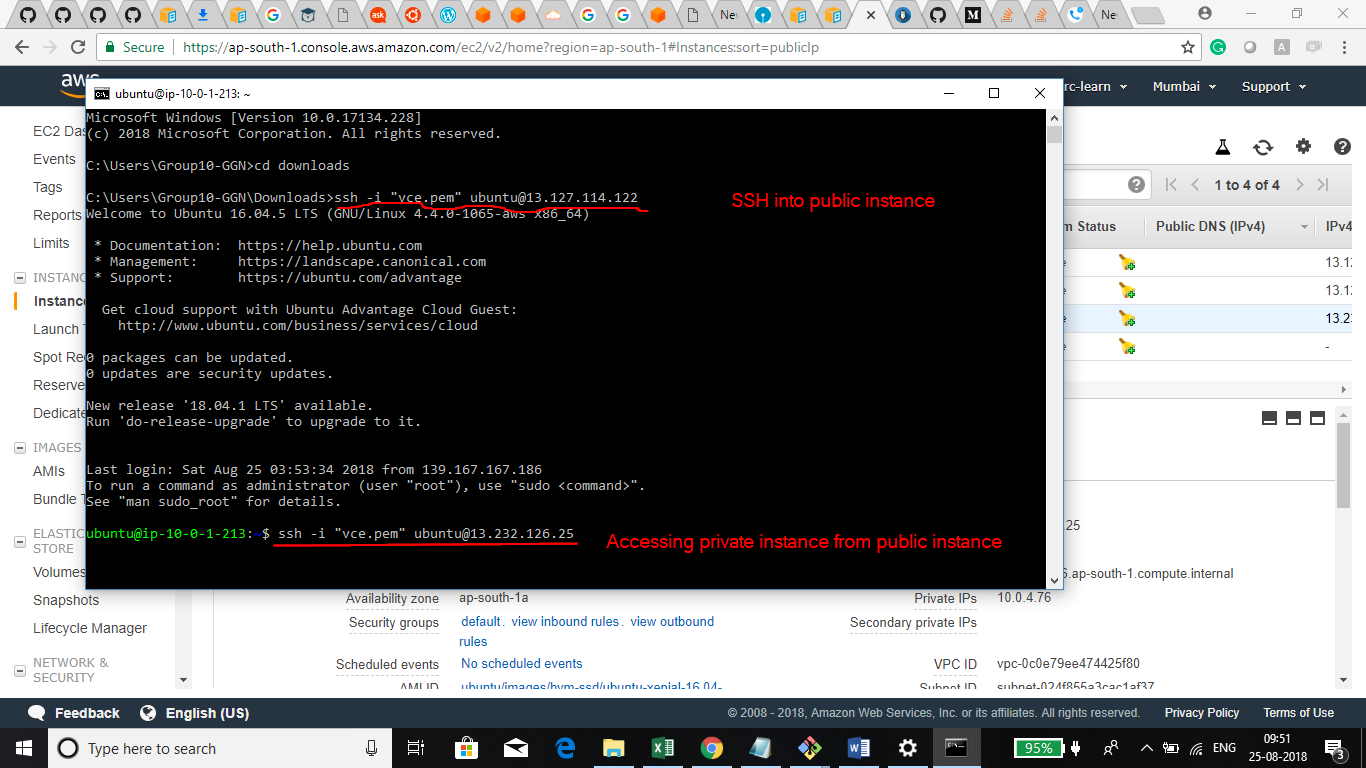 New
New
Secure
https://ap-south-1.console.aws.amazon.com/ec2/v2/home?region=ap-south-1#Instances:sort=publicIp
aws
rc-learn
Mumbai
Support
ubuntu@ip-10-0-1-213: ~
Microsoft Windows [Version 10.0.17134.228]
(c) 2018 Microsoft Corporation. All rights reserved.
C:\Users\Group10-GGN>cd downloads
C:\Users\Group10-GGN\Downloads>ssh -i "vce.pem" ubuntu@13.127.114.122
SSH into public instance
Welcome to Ubuntu 16.04.5 LTS (GNU/Linux 4.4.0-1065-aws x86_64)
* Documentation: https://help.ubuntu.com
* Management: https://landscape.canonical.com
* Support: https://ubuntu.com/advantage
Get cloud support with Ubuntu Advantage Cloud Guest:
http://www.ubuntu.com/business/services/cloud
0 packages can be updated.
0 updates are security updates.
New release '18.04.1 LTS' available.
Run 'do-release-upgrade' to upgrade to it.
Last login: Sat Aug 25 03:53:34 2018 from 139.167.167.186
To run a command as administrator (user "root"), use "sudo <command>".
See "man sudo_root" for details.
ubuntu@ip-10-0-1-213:~$ ssh -i "vce.pem" ubuntu@13.232.126.25
Accessing private instance from public instance
EC2 Das
Events
Tags
Reports
Limits
INSTANC
Instance
Launch T
Spot Re
Reserve
Dedicate
IMAGES
AMIs
Bundle T
ELASTIC
STORE
Volumes
Snapshots
Lifecycle Manager
NETWORK &
SECURITY
1 to 4 of 4
m Status
Public DNS (IPv4)
IPv4
13.12
13.12
13.23
-
.25
6.ap-south-1.compute.internal
Availability zone
ap-south-1a
Private IPs
10.0.4.76
Security groups
default. view inbound rules. view outbound
rules
Secondary private IPs
Scheduled events
No scheduled events
VPC ID
vpc-0c0e79ee474425f80
AMI ID
ubuntu/images/hvm-ssd/ubuntu-xenial-16.04-
Subnet ID
subnet-024f855a3cac1af37
Feedback
English (US)
© 2008 - 2018, Amazon Web Services, Inc. or its affiliates. All rights reserved.
Privacy Policy
Terms of Use
Type here to search
95%
ENG
09:51
25-08-2018
3